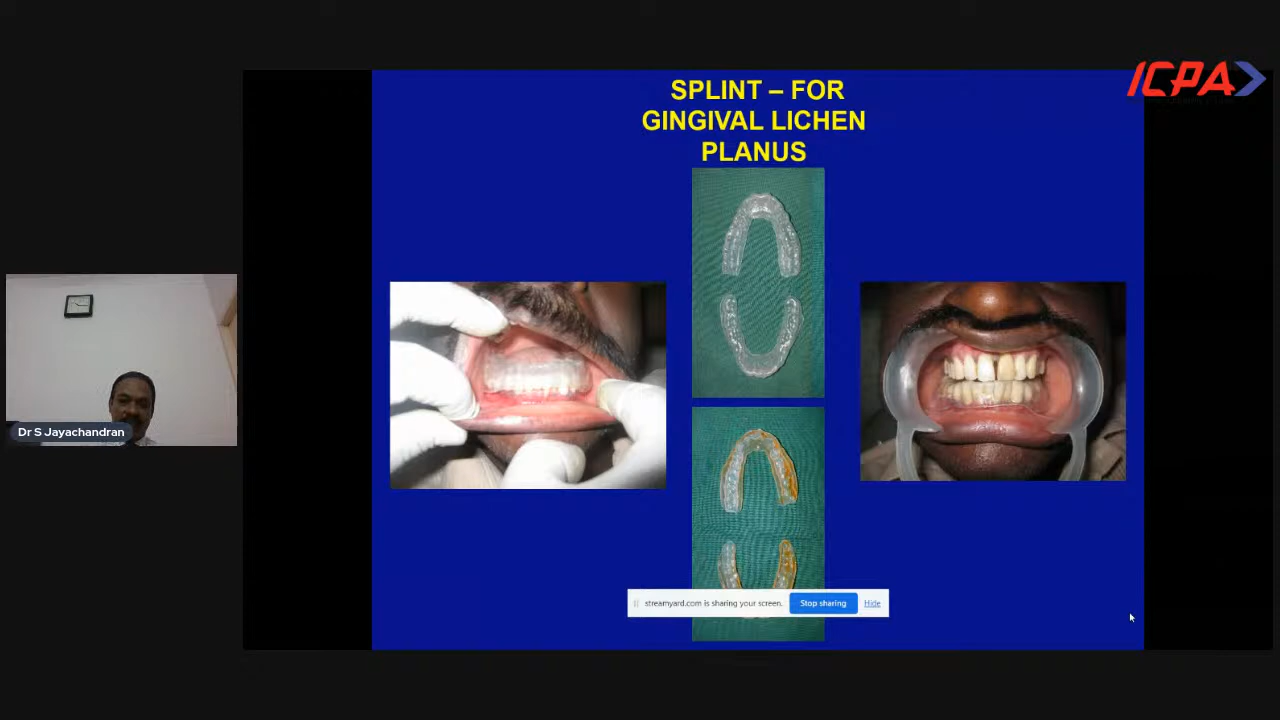 ICPA
SPLINT – FOR
GINGIVAL LICHEN
PLANUS
Dr S Jayachandran
streamyard.com is sharing your screen.
Stop sharing
Hide